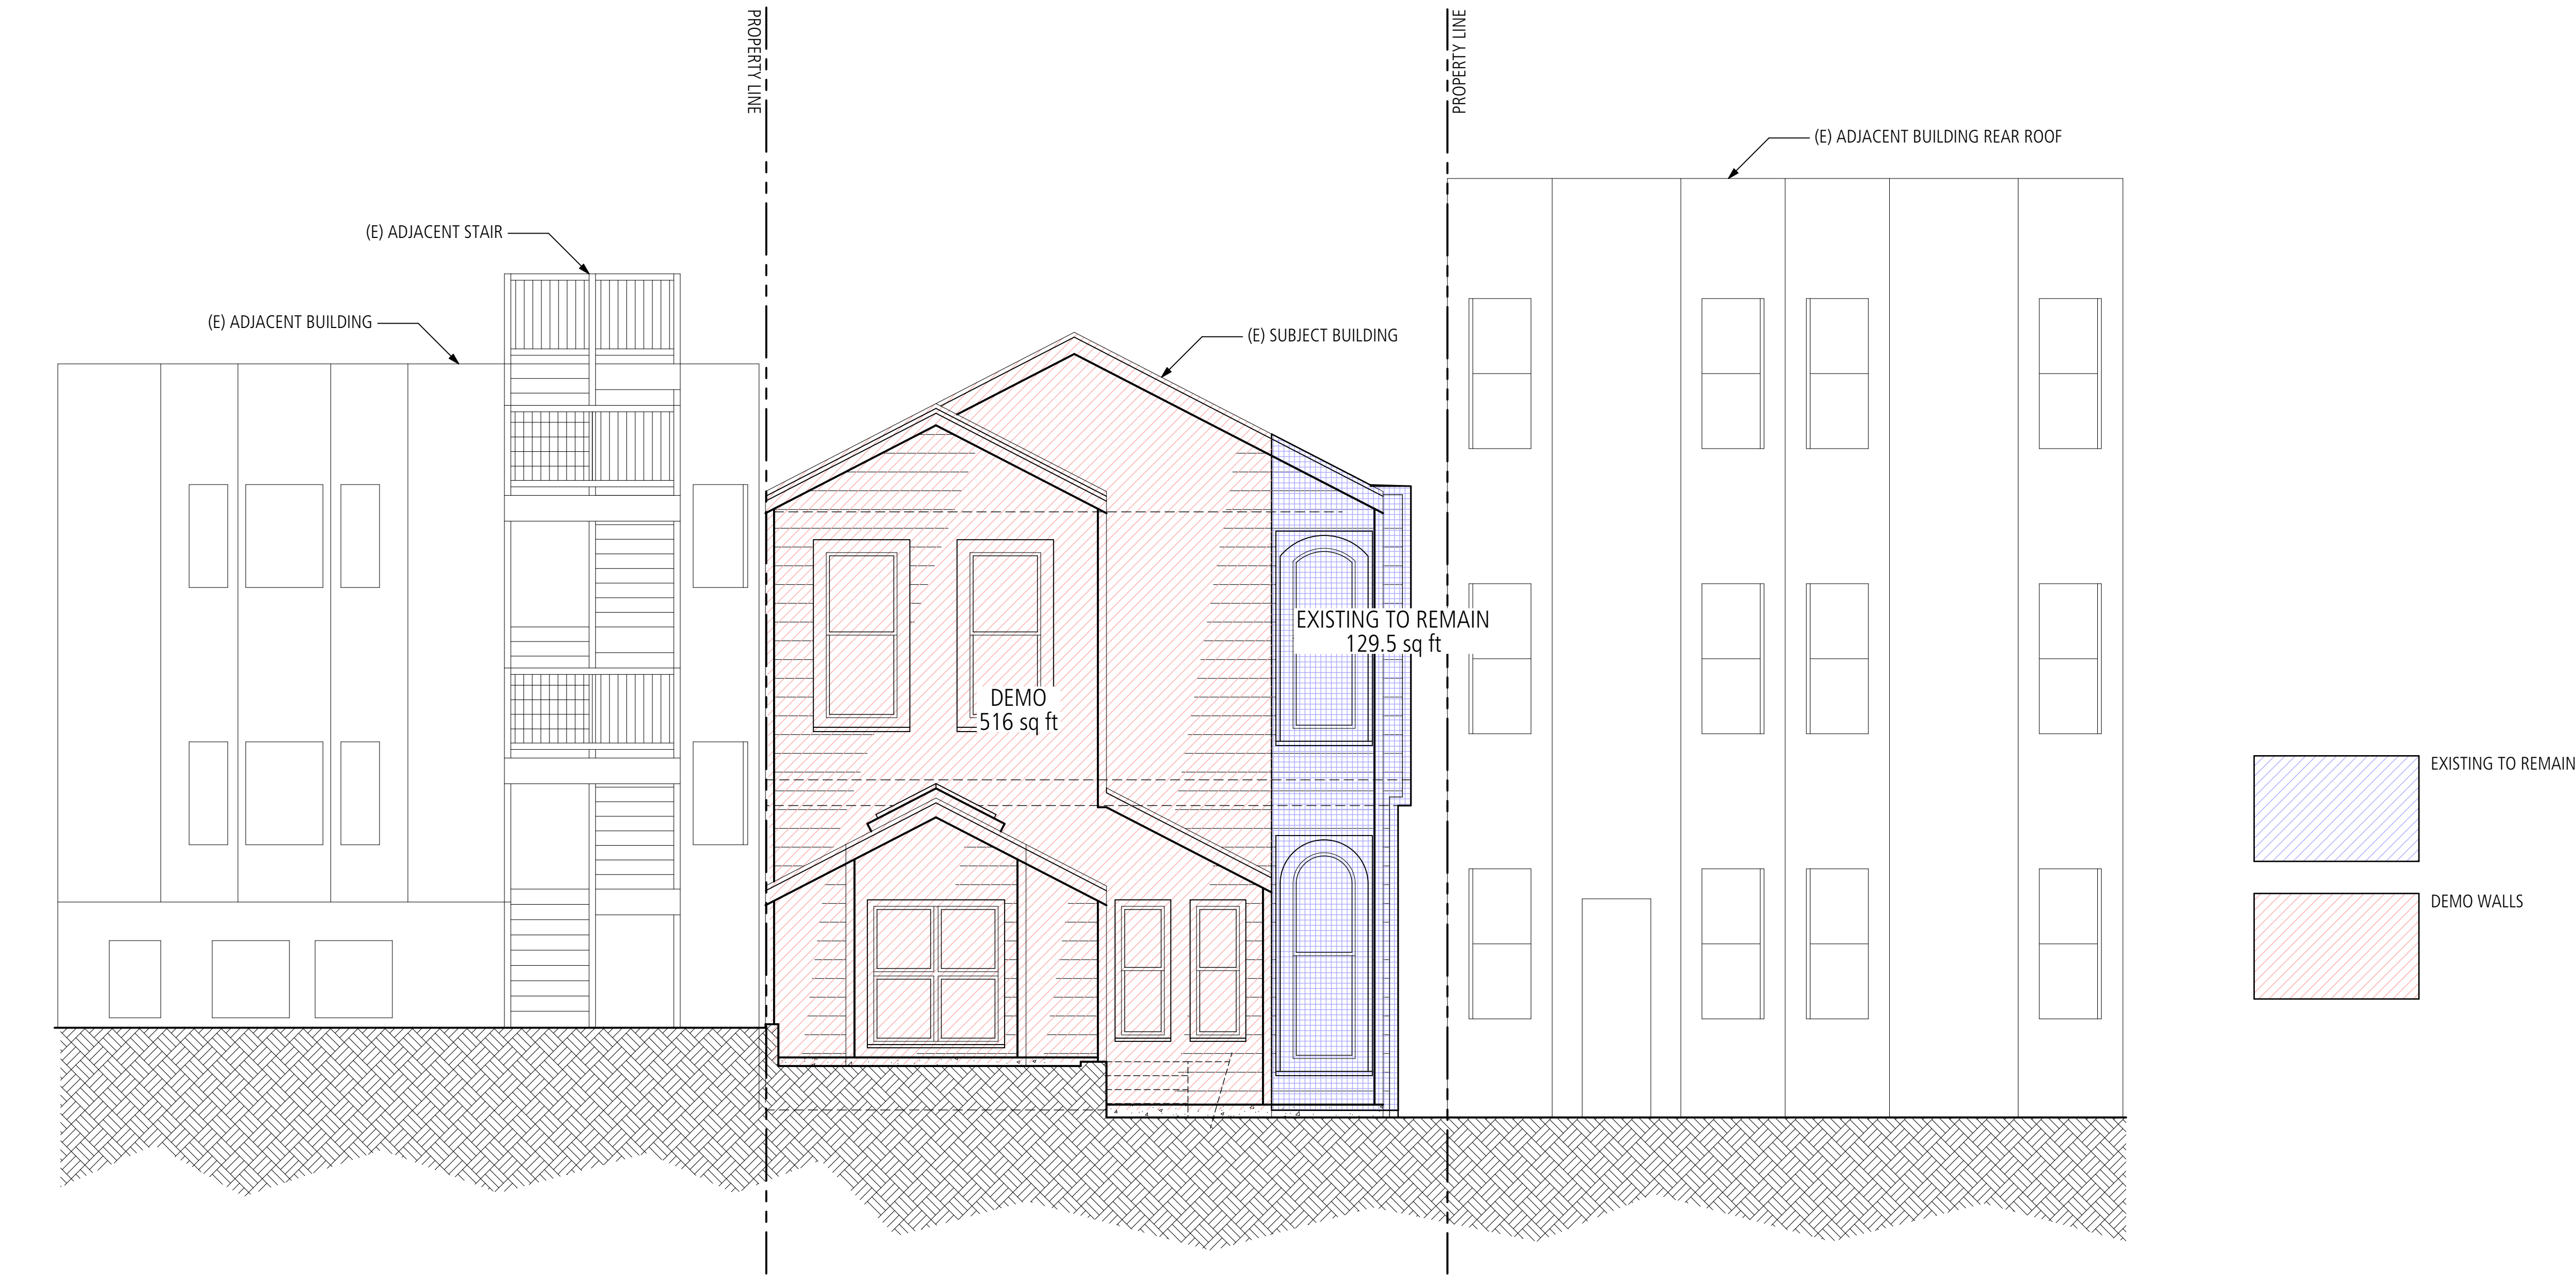 PROPERTY LINE
PROPERTY LINE
(E) ADJACENT BUILDING REAR ROOF
(E) ADJACENT STAIR
(E) ADJACENT BUILDING
(E) SUBJECT BUILDING
EXISTING TO REMAIN
129.5 sq ft
DEMO
516 sq ft
EXISTING TO REMAIN
DEMO WALLS